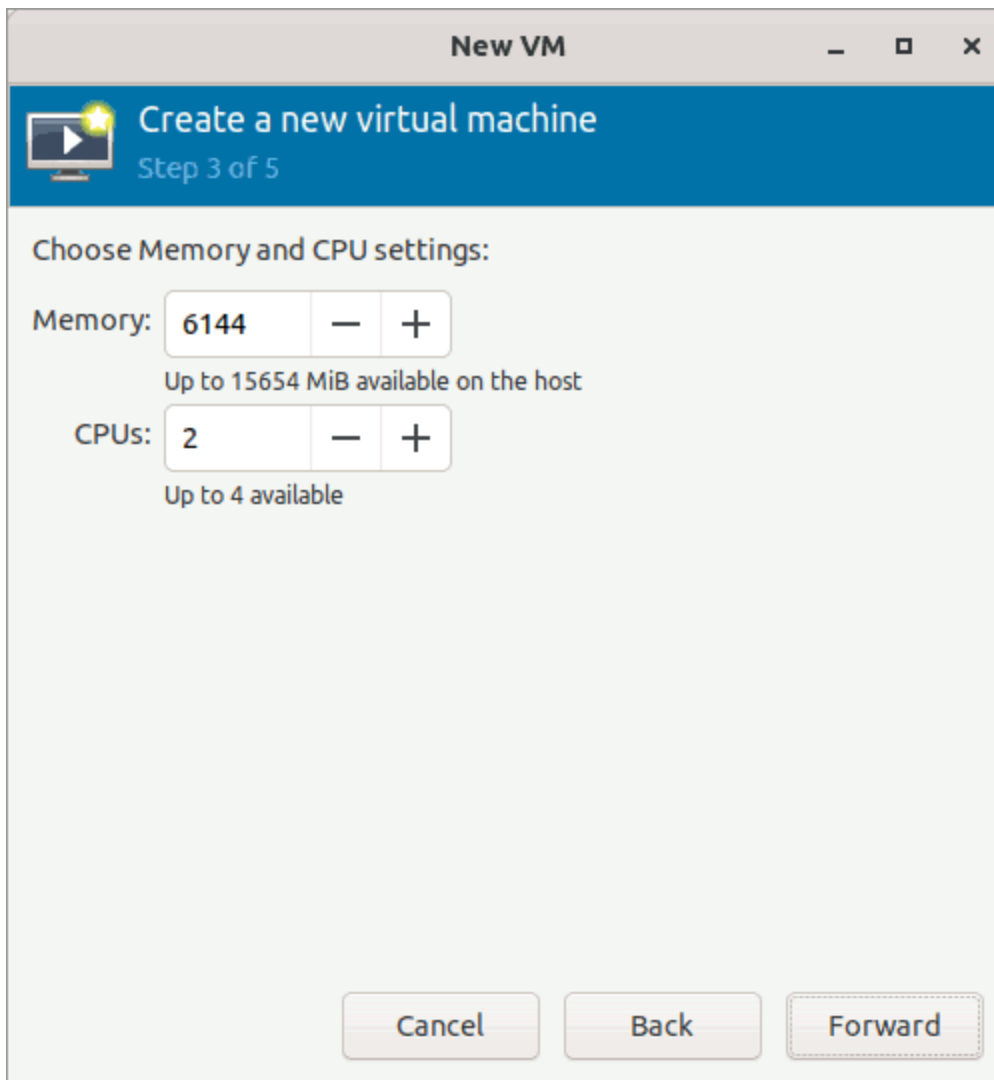 New VM
Create a new virtual machine
Step 3 of 5
Choose Memory and CPU settings:
Memory: 6144
Up to 15654 MiB available on the host
CPUs: 2
Up to 4 available
Cancel Back Forward